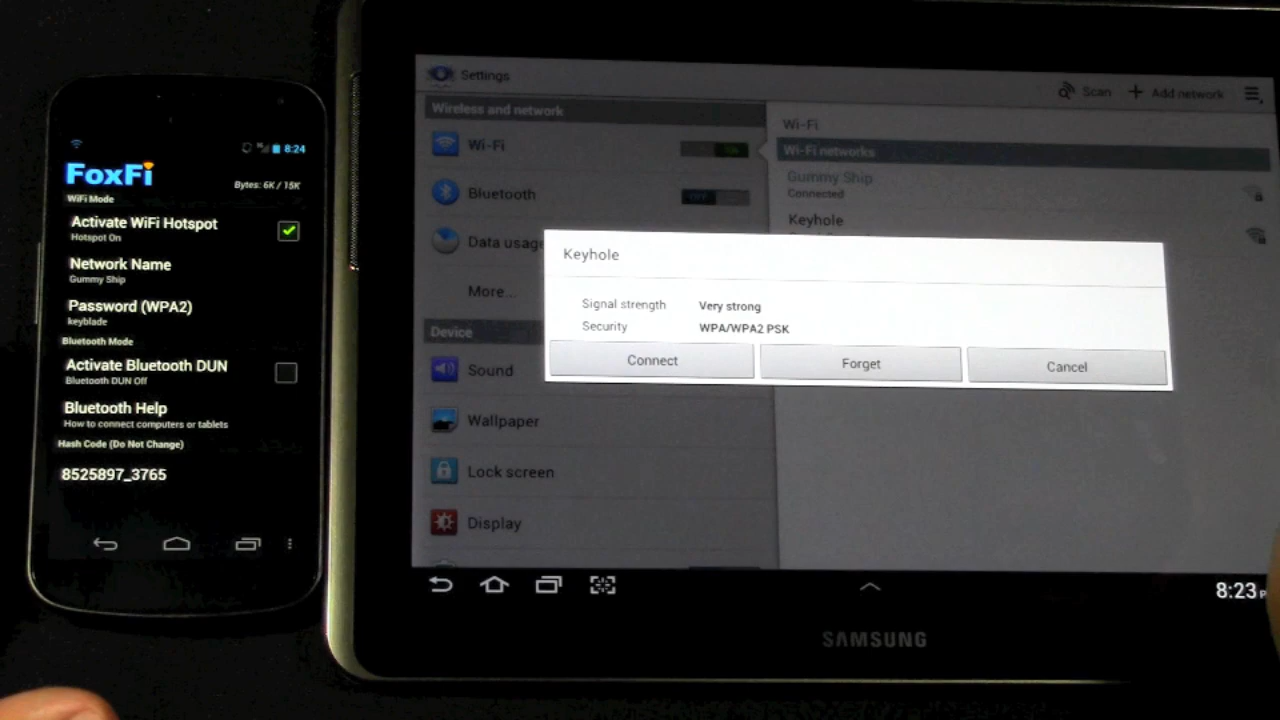 8:24
FoxFi
Bytes: 6K / 15K
WiFi Mode
Activate WiFi Hotspot
Hotspot On
Network Name
Gummy Ship
Password (WPA2)
keyblade
Bluetooth Mode
Activate Bluetooth DUN
Bluetooth DUN Off
Bluetooth Help
How to connect computers or tablets
Hash Code (Do Not Change)
8525897_3765
Settings
Scan
Add network
Wireless and network
Wi-Fi
Bluetooth
OFF
Data usage
More...
Device
Sound
Wallpaper
Lock screen
Display
Wi-Fi
Wi-Fi networks
Gummy Ship
Connected
Keyhole
Keyhole
Signal strength Very strong
Security WPA/WPA2 PSK
Connect Forget Cancel
8:23
SAMSUNG